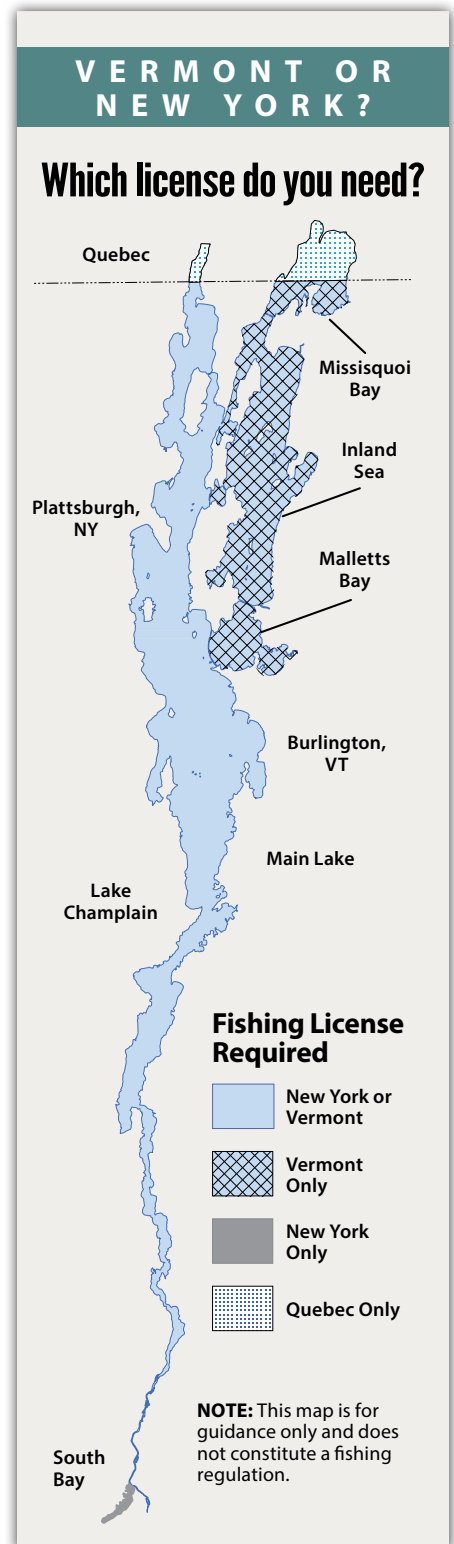 VERMONT OR
NEW YORK?
Which license do you need?
Quebec
Missisquoi
Bay
Inland
Sea
Plattsburgh,
NY
Malletts
Bay
Burlington,
VT
Main Lake
Lake
Champlain
Fishing License
Required
New York or
Vermont
Vermont
Only
New York
Only
Quebec Only
NOTE: This map is for
guidance only and does
not constitute a fishing
regulation.
South
Bay